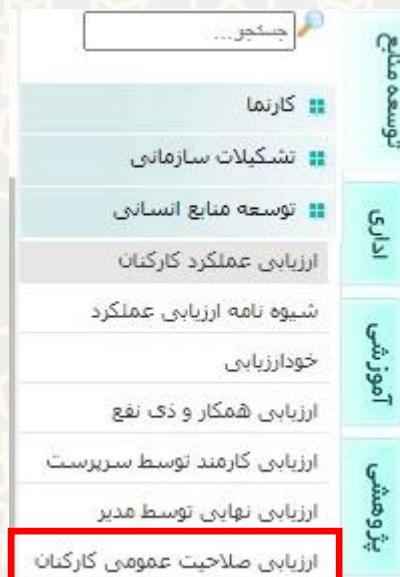 جستجو...
کارنما
تشکیلات سازمانی
توسعه منابع انسانی
ارزیابی عملکرد کارکنان
شیوه نامه ارزیابی عملکرد
خودارزیابی
ارزیابی همکار و ذی نفع
ارزیابی کارمند توسط سرپرست
ارزیابی نهایی توسط مدیر
ارزیابی صلاحیت عمومی کارکنان
توسعه منابع
اداری
آموزشی
پژوهشی